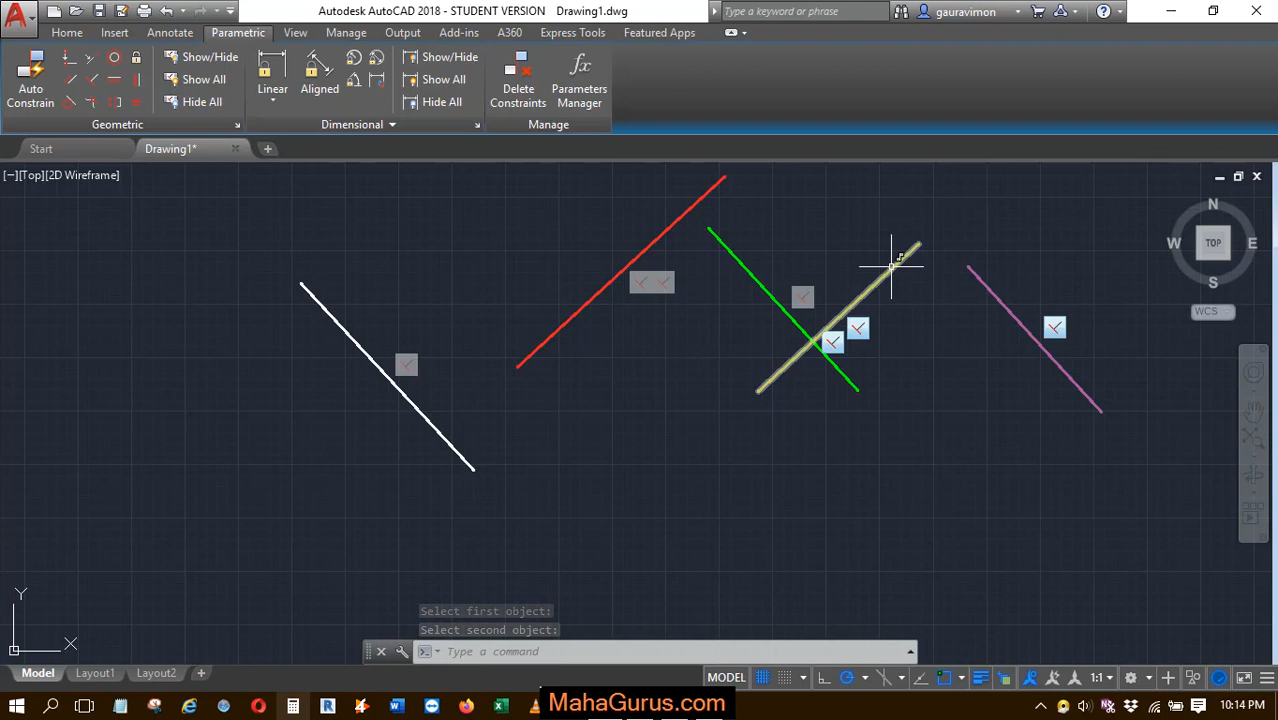 Autodesk AutoCAD 2018 - STUDENT VERSION Drawing1.dwg
Type a keyword or phrase
gauravimon
Home Insert Annotate Parametric View Manage Output Add-ins A360 Express Tools Featured Apps
Auto Constrain
Show/Hide
Show All
Hide All
Geometric
Linear
Aligned
Show/Hide
Show All
Hide All
Dimensional
Delete Constraints
fx
Parameters Manager
Manage
Start
Drawing1*
[−][Top][2D Wireframe]
N
W TOP E
S
WCS
Y
X
Select first object:
Select second object:
Type a command
Model Layout1 Layout2
MODEL
1:1
MahaGurus.com
10:14 PM